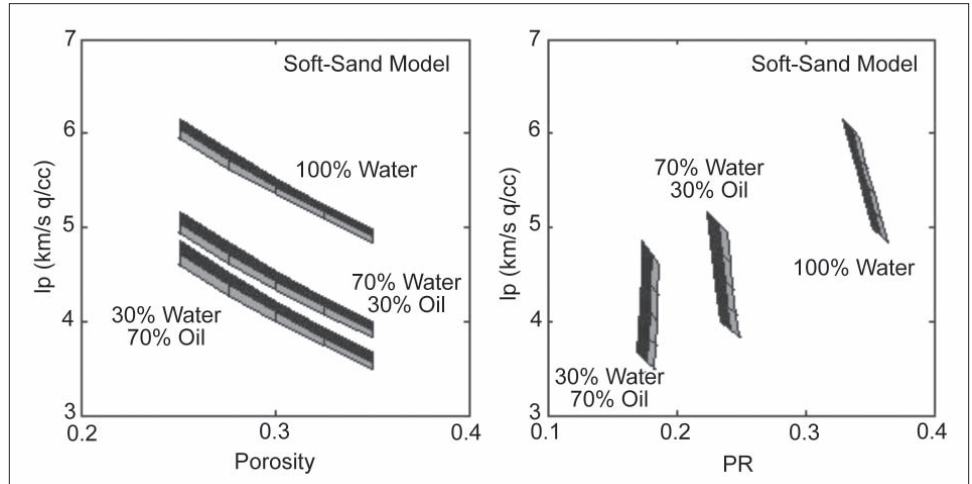 7
6
5
4
3
Ip (km/s q/cc)
Soft-Sand Model
100% Water
70% Water
30% Oil
30% Water
70% Oil
0.2
0.3
0.4
Porosity
7
6
5
4
3
Ip (km/s q/cc)
Soft-Sand Model
70% Water
30% Oil
100% Water
30% Water
70% Oil
0.1
0.2
0.3
0.4
PR